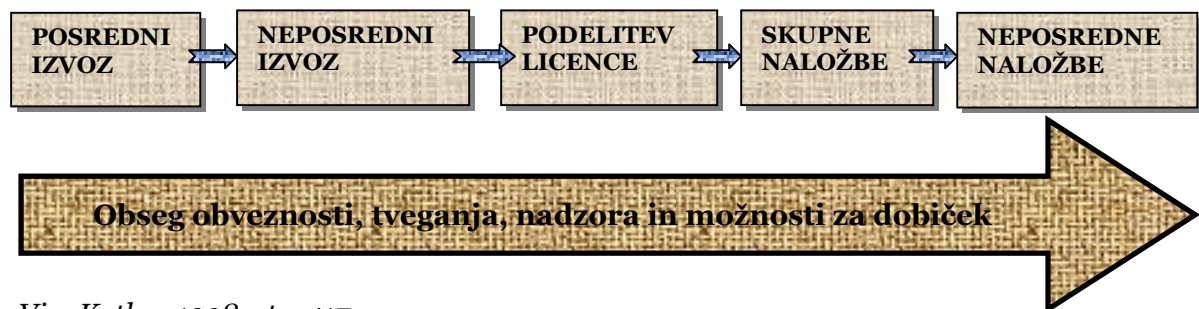 POSREDNI
IZVOZ
NEPOSREDNI
IZVOZ
PODELITEV
LICENCE
SKUPNE
NALOŽBE
NEPOSREDNE
NALOŽBE
Obseg obveznosti, tveganja, nadzora in možnosti za dobiček